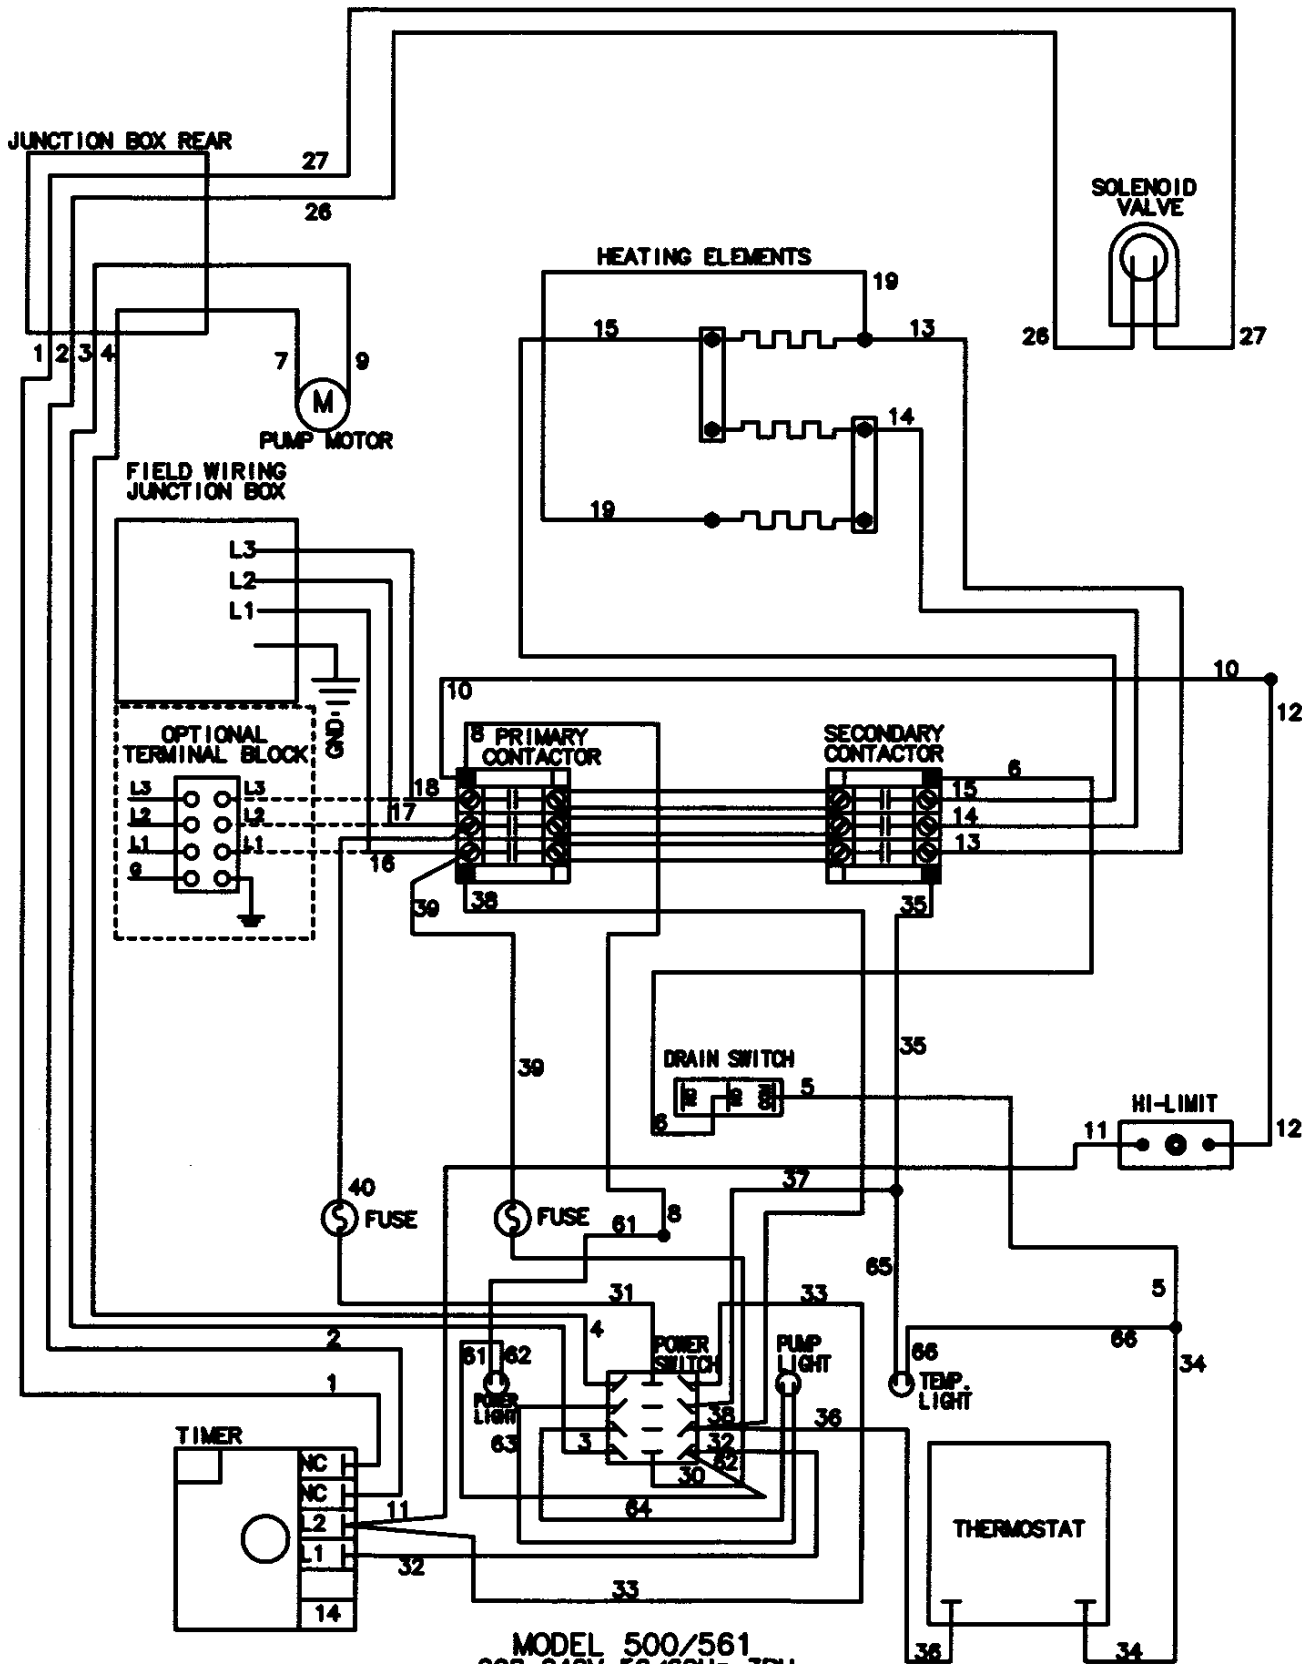 JUNCTION BOX REAR
27
26
SOLENOID
VALVE
HEATING ELEMENTS
19
15
13
26
27
1
2
3
4
7
9
M
PUMP MOTOR
14
FIELD WIRING
JUNCTION BOX
19
L3
L2
L1
GND
10
10
12
OPTIONAL
TERMINAL BLOCK
8
PRIMARY
CONTACTOR
SECONDARY
CONTACTOR
6
L3
L3
18
15
L2
L2
17
14
L1
L1
16
13
G
39
38
35
39
35
DRAIN SWITCH
NC
NO
COM
5
6
HI-LIMIT
11
12
40
FUSE
FUSE
37
61
8
65
31
33
5
4
2
66
34
61
62
POWER
SWITCH
PUMP
LIGHT
66
1
POWER
LIGHT
TEMP.
LIGHT
38
36
TIMER
63
3
32
62
NC
30
NC
11
64
L2
THERMOSTAT
L1
32
33
14
36
34
MODEL 500/561